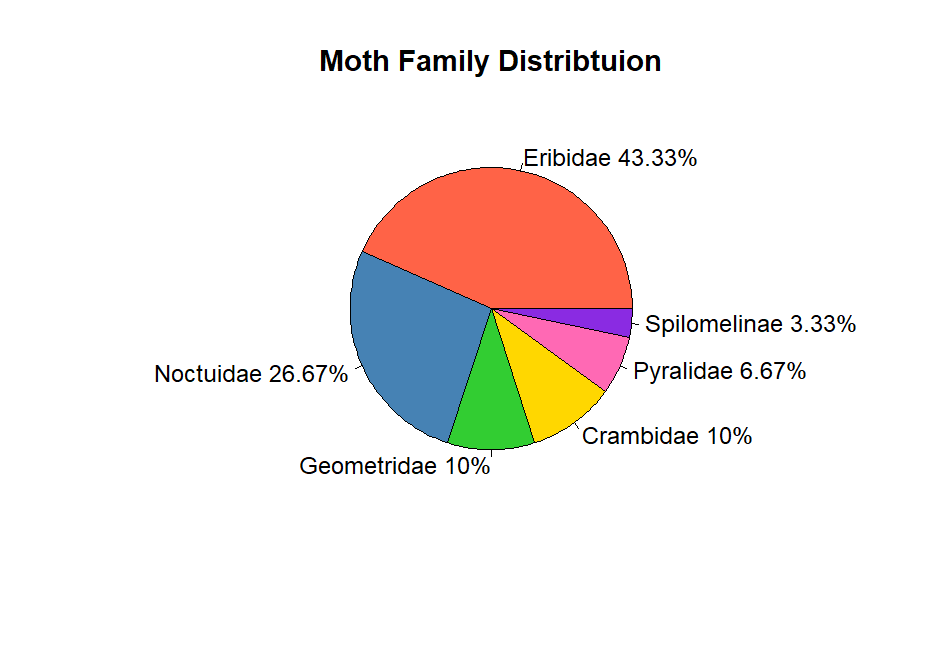 Moth Family Distribtuion
Eribidae 43.33%
Spilomelinae 3.33%
Pyralidae 6.67%
Noctuidae 26.67%
Crambidae 10%
Geometridae 10%